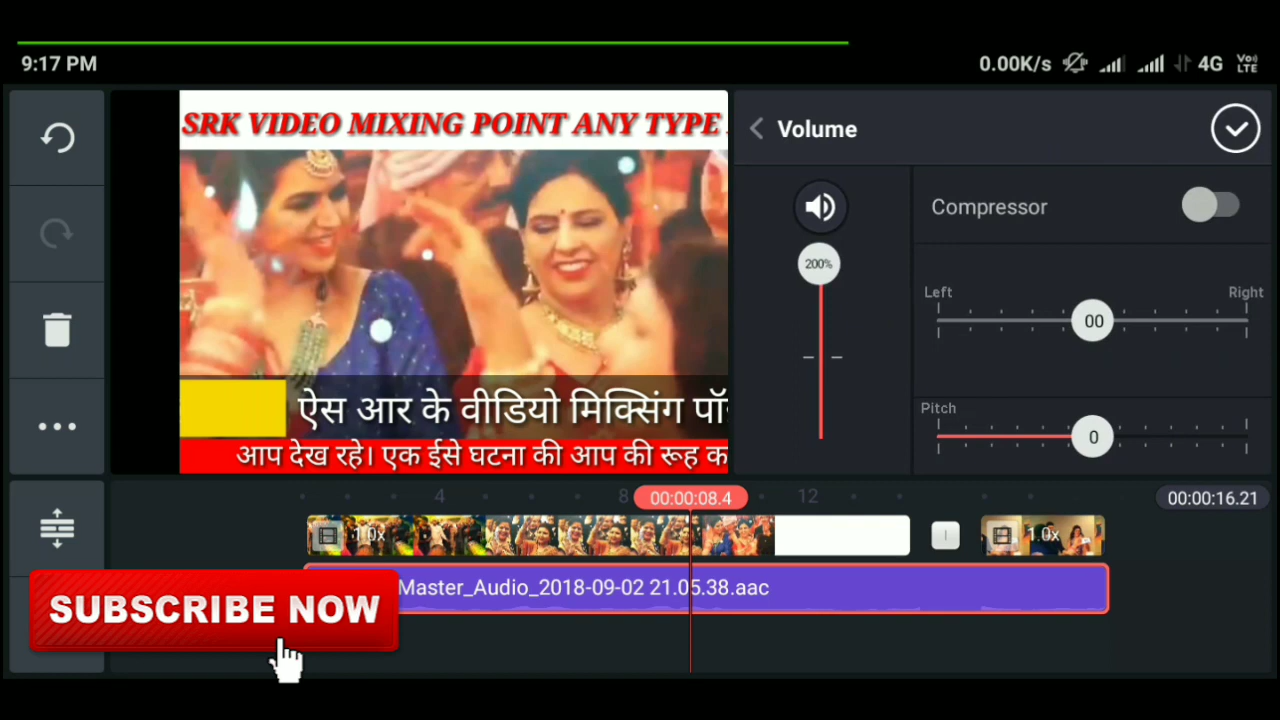 9:17 PM
0.00K/s 4G Vo) LTE
SRK VIDEO MIXING POINT ANY TYPE
Volume
200%
Compressor
Left Right
00
Pitch
0
ऐस आर के वीडियो मिक्सिंग
आप देख रहे। एक ईसे घटना की आप की रूह
4 8 00:00:08.4 12 00:00:16.21
1.0x 1.0x
Master_Audio_2018-09-02 21.05.38.aac
SUBSCRIBE NOW